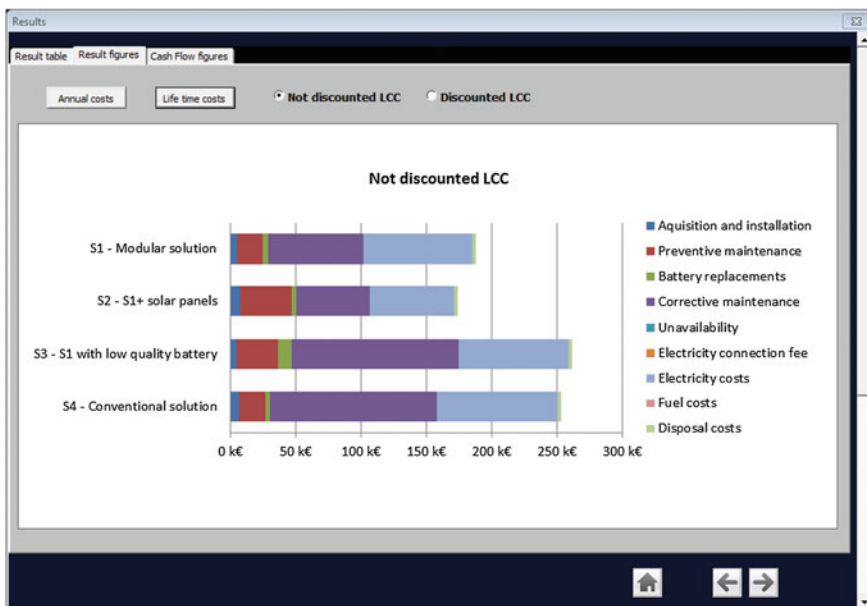 Results
Result table Result figures Cash Flow figures
Annual costs Life time costs Not discounted LCC Discounted LCC
Not discounted LCC
S1 - Modular solution
S2 - S1+ solar panels
S3 - S1 with low quality battery
S4 - Conventional solution
0 k€ 50 k€ 100 k€ 150 k€ 200 k€ 250 k€ 300 k€
Aquisition and installation
Preventive maintenance
Battery replacements
Corrective maintenance
Unavailability
Electricity connection fee
Electricity costs
Fuel costs
Disposal costs